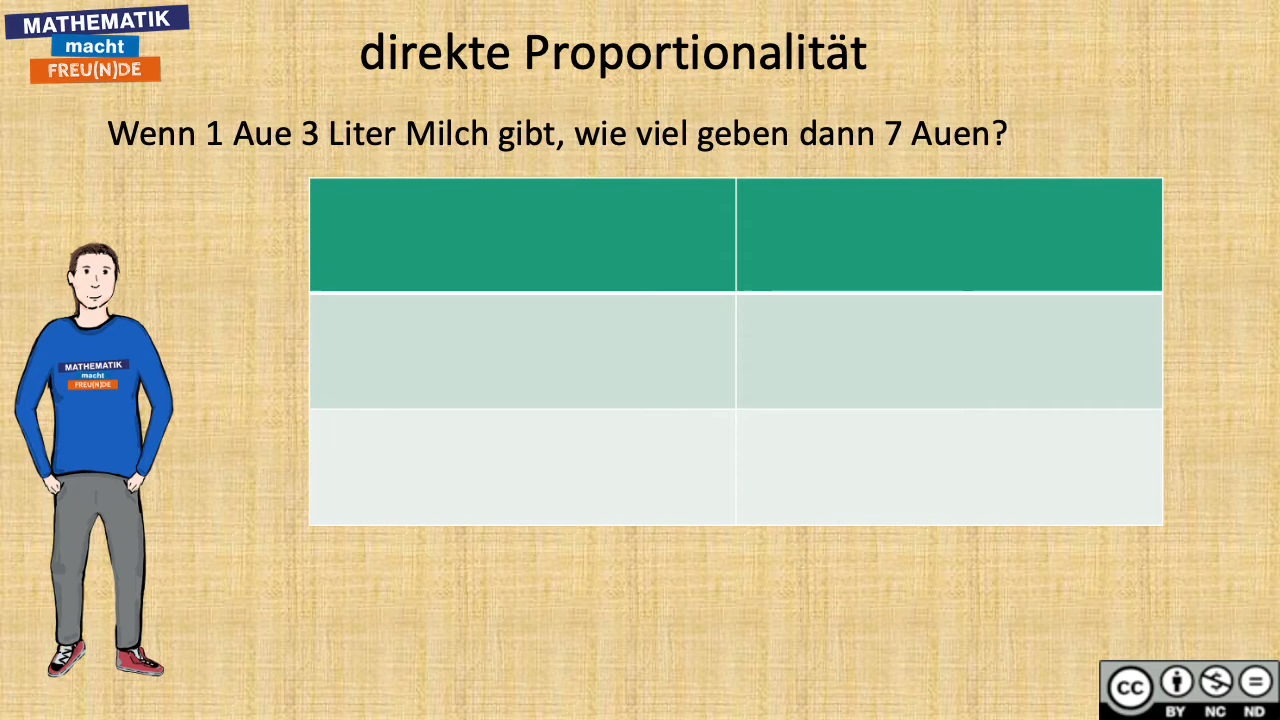 MATHEMATIK
macht
FREU(N)DE
direkte Proportionalität
Wenn 1 Aue 3 Liter Milch gibt, wie viel geben dann 7 Auen?
MATHEMATIK
macht
FREU(N)DE
CC
BY NC ND